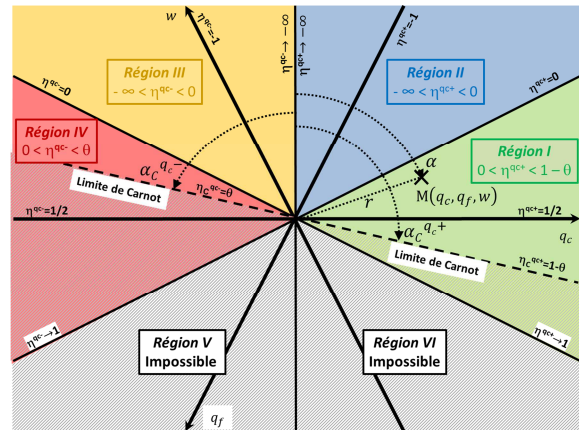 w
η^qc-=-1
η^qc-→ - ∞
η^qc+→ - ∞
η^qc+=-1
η^qc-=0
Région III
- ∞ < η^qc- < 0
Région II
- ∞ < η^qc+ < 0
η^qc+=0
Région IV
0 < η^qc- < θ
Région I
0 < η^qc+ < 1 − θ
α_C^q_c−
η_C^qc-=θ
Limite de Carnot
α
M(q_c, q_f, w)
r
η^qc-=1/2
η^qc+=1/2
q_c
α_C^q_c+
η_C^qc+=1-θ
Limite de Carnot
η^qc-→1
η^qc+→1
Région V
Impossible
Région VI
Impossible
q_f